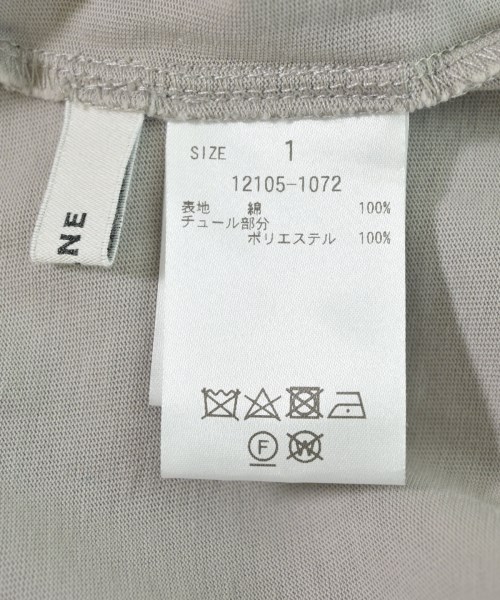 SIZE 1
12105-1072
表地 綿 100%
チュール部分
ポリエステル 100%
F W
NE